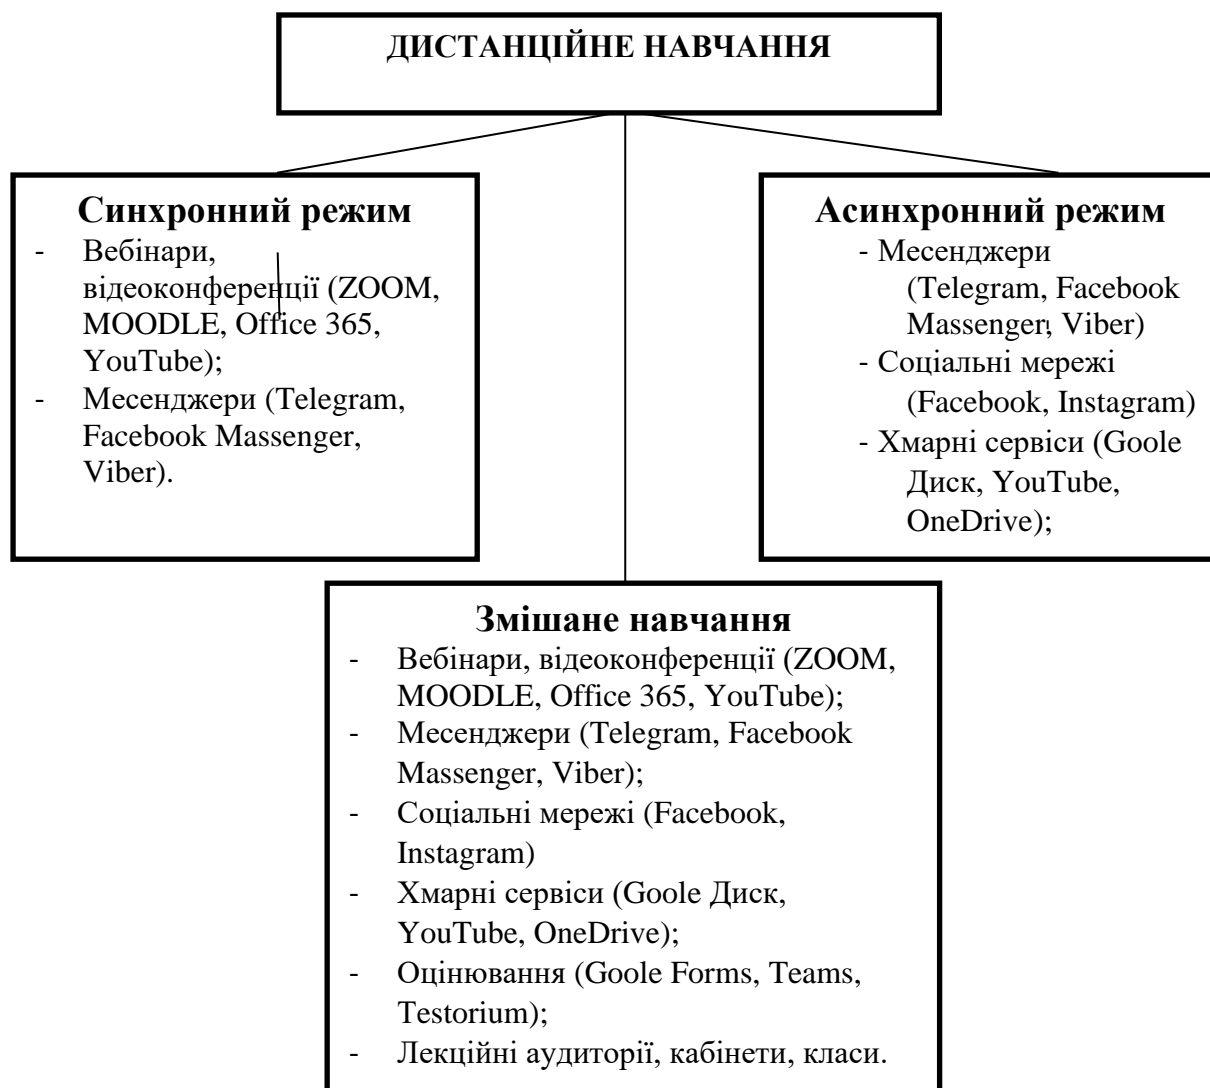 ДИСТАНЦІЙНЕ НАВЧАННЯ
Синхронний режим
- Вебінари,
відеоконференції (ZOOM,
MOODLE, Office 365,
YouTube);
- Месенджери (Telegram,
Facebook Massenger,
Viber).
Асинхронний режим
- Месенджери
(Telegram, Facebook
Massenger, Viber)
- Соціальні мережі
(Facebook, Instagram)
- Хмарні сервіси (Goole
Диск, YouTube,
OneDrive);
Змішане навчання
- Вебінари, відеоконференції (ZOOM,
MOODLE, Office 365, YouTube);
- Месенджери (Telegram, Facebook
Massenger, Viber);
- Соціальні мережі (Facebook,
Instagram)
- Хмарні сервіси (Goole Диск,
YouTube, OneDrive);
- Оцінювання (Goole Forms, Teams,
Testorium);
- Лекційні аудиторії, кабінети, класи.